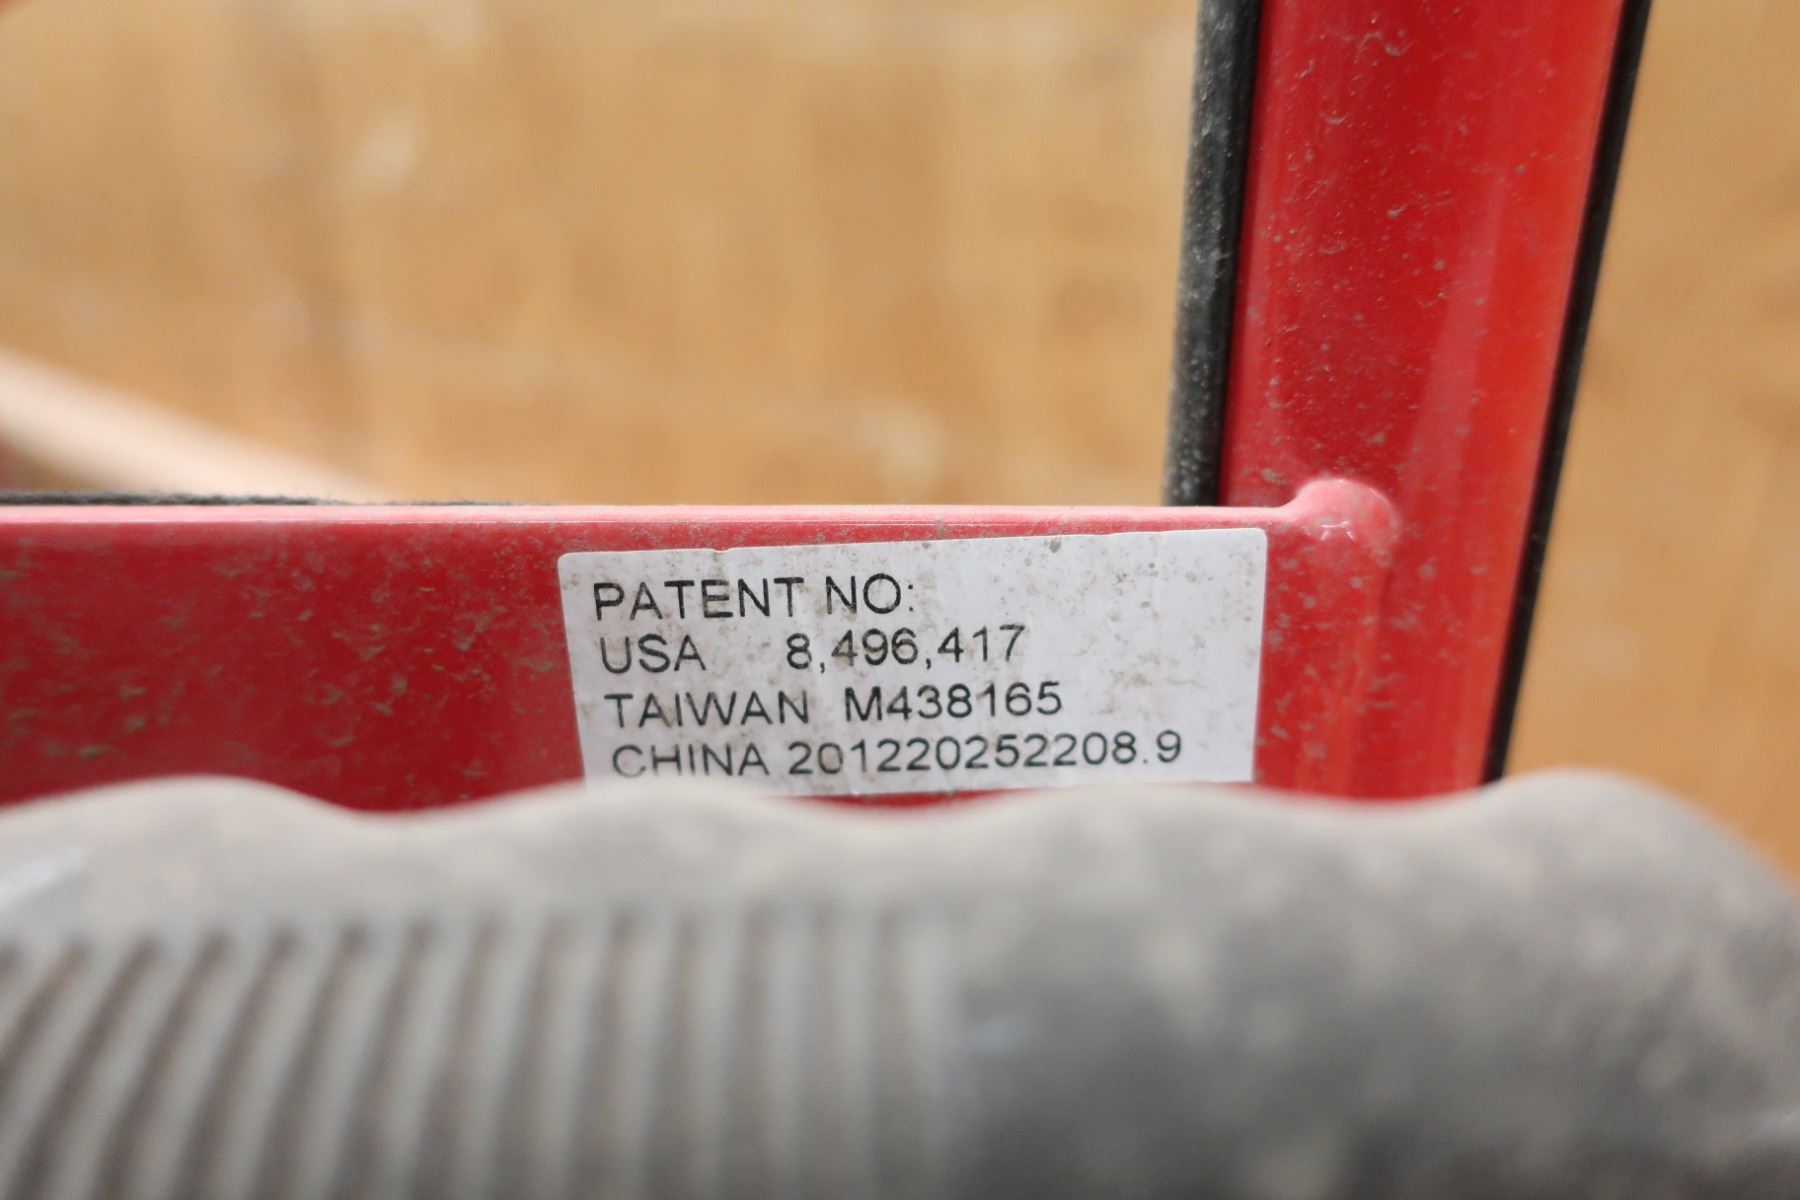 PATENT NO:
USA 8,496,417
TAIWAN M438165
CHINA 201220252208.9